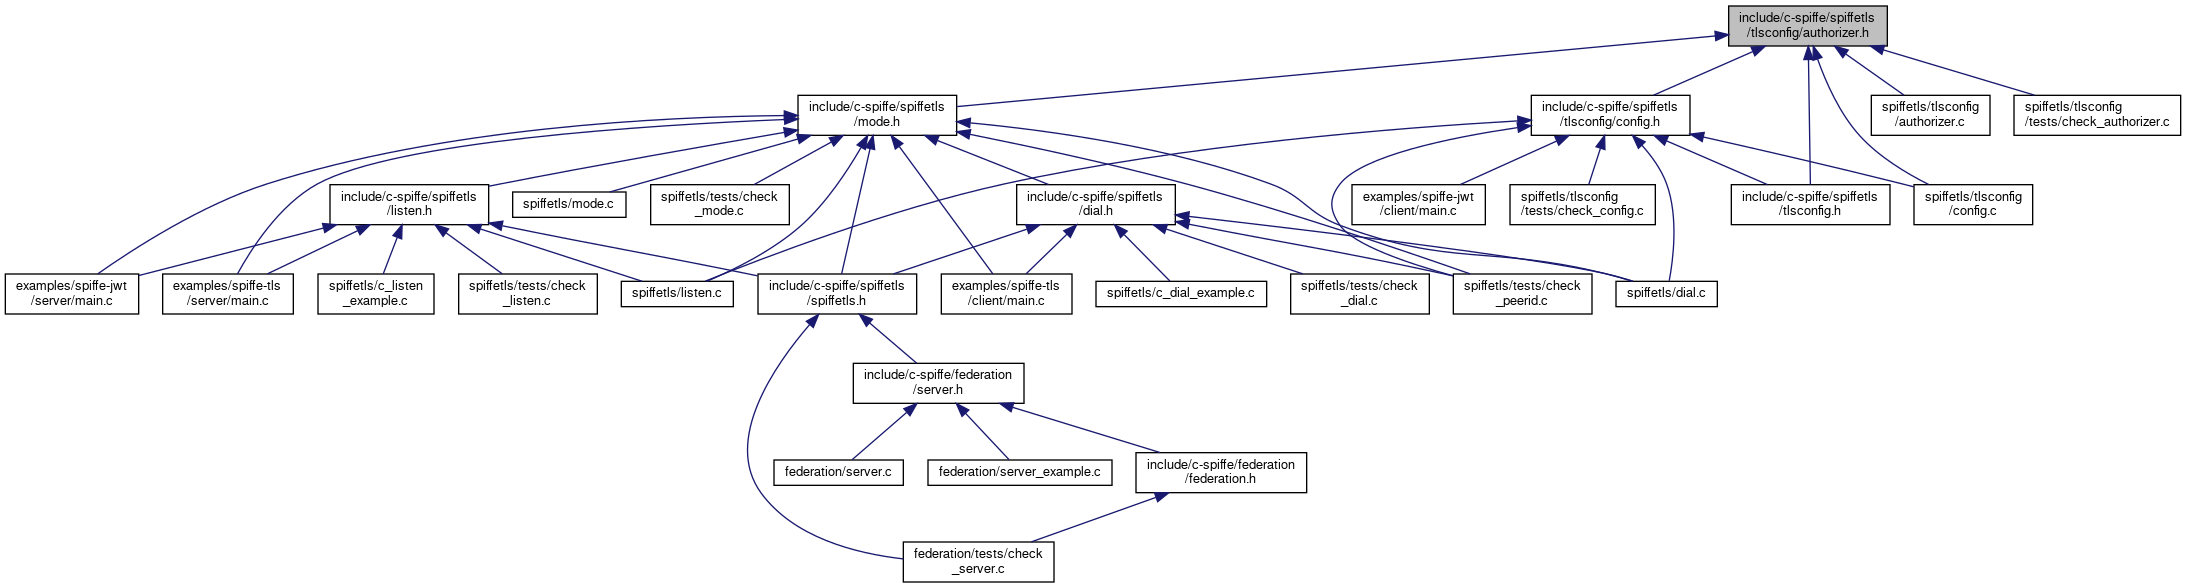 include/c-spiffe/spiffetls
/tlsconfig/authorizer.h
include/c-spiffe/spiffetls
/mode.h
include/c-spiffe/spiffetls
/tlsconfig/config.h
spiffetls/tlsconfig
/authorizer.c
spiffetls/tlsconfig
/tests/check_authorizer.c
include/c-spiffe/spiffetls
/listen.h
spiffetls/mode.c
spiffetls/tests/check
_mode.c
include/c-spiffe/spiffetls
/dial.h
examples/spiffe-jwt
/client/main.c
spiffetls/tlsconfig
/tests/check_config.c
include/c-spiffe/spiffetls
/tlsconfig.h
spiffetls/tlsconfig
/config.c
examples/spiffe-jwt
/server/main.c
examples/spiffe-tls
/server/main.c
spiffetls/c_listen
_example.c
spiffetls/tests/check
_listen.c
spiffetls/listen.c
include/c-spiffe/spiffetls
/spiffetls.h
examples/spiffe-tls
/client/main.c
spiffetls/c_dial_example.c
spiffetls/tests/check
_dial.c
spiffetls/tests/check
_peerid.c
spiffetls/dial.c
include/c-spiffe/federation
/server.h
federation/server.c
federation/server_example.c
include/c-spiffe/federation
/federation.h
federation/tests/check
_server.c